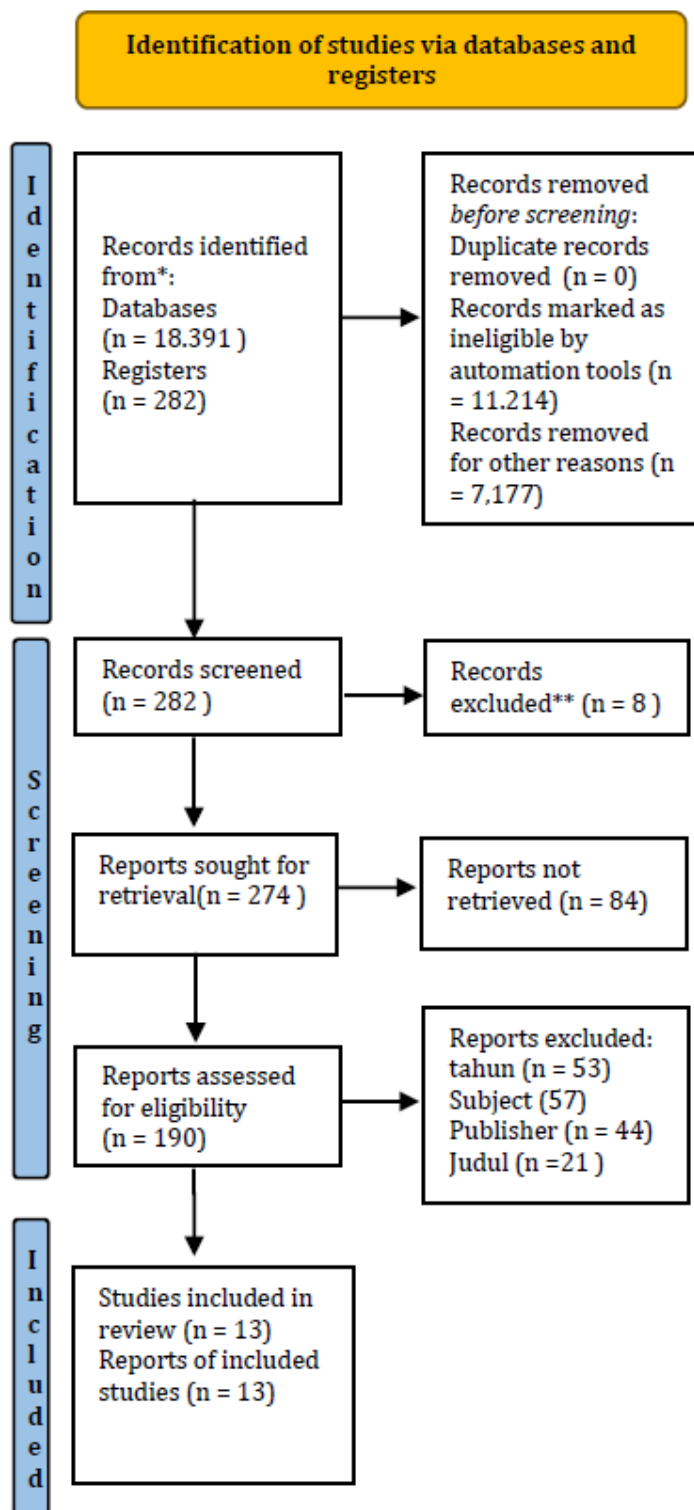 Identification of studies via databases and
registers
Identification
Records identified
from*:
Databases
(n = 18.391 )
Registers
(n = 282)
Records removed
before screening:
Duplicate records
removed (n = 0)
Records marked as
ineligible by
automation tools (n
= 11.214)
Records removed
for other reasons (n
= 7,177)
Screening
Records screened
(n = 282 )
Records
excluded** (n = 8 )
Reports sought for
retrieval(n = 274 )
Reports not
retrieved (n = 84)
Reports assessed
for eligibility
(n = 190)
Reports excluded:
tahun (n = 53)
Subject (57)
Publisher (n = 44)
Judul (n =21 )
Included
Studies included in
review (n = 13)
Reports of included
studies (n = 13)